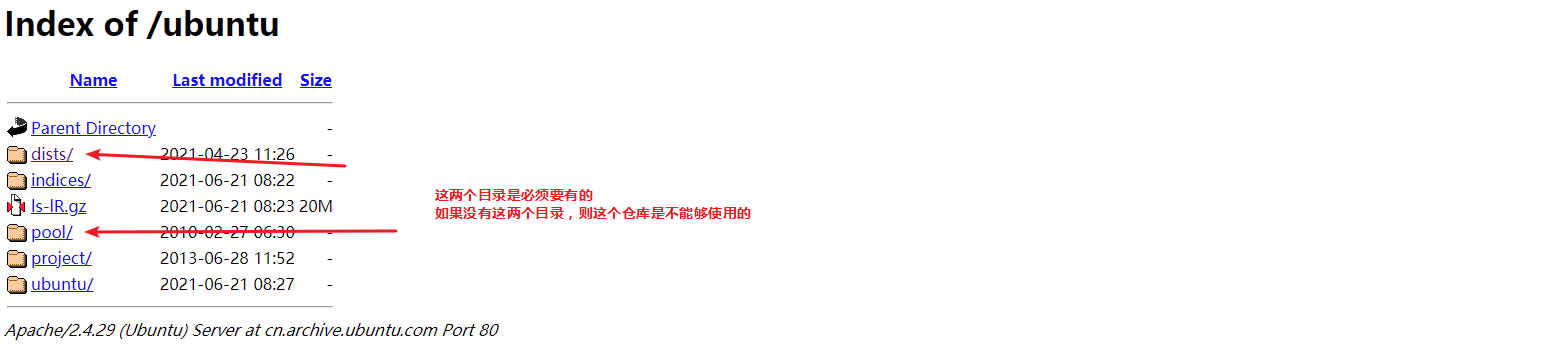 Index of /ubuntu
Name Last modified Size
Parent Directory -
dists/ 2021-04-23 11:26 -
indices/ 2021-06-21 08:22 -
ls-lR.gz 2021-06-21 08:23 20M
pool/ 2010-02-27 06:30 -
project/ 2013-06-28 11:52 -
ubuntu/ 2021-06-21 08:27 -
这两个目录是必须要有的
如果没有这两个目录，则这个仓库是不能够使用的
Apache/2.4.29 (Ubuntu) Server at cn.archive.ubuntu.com Port 80